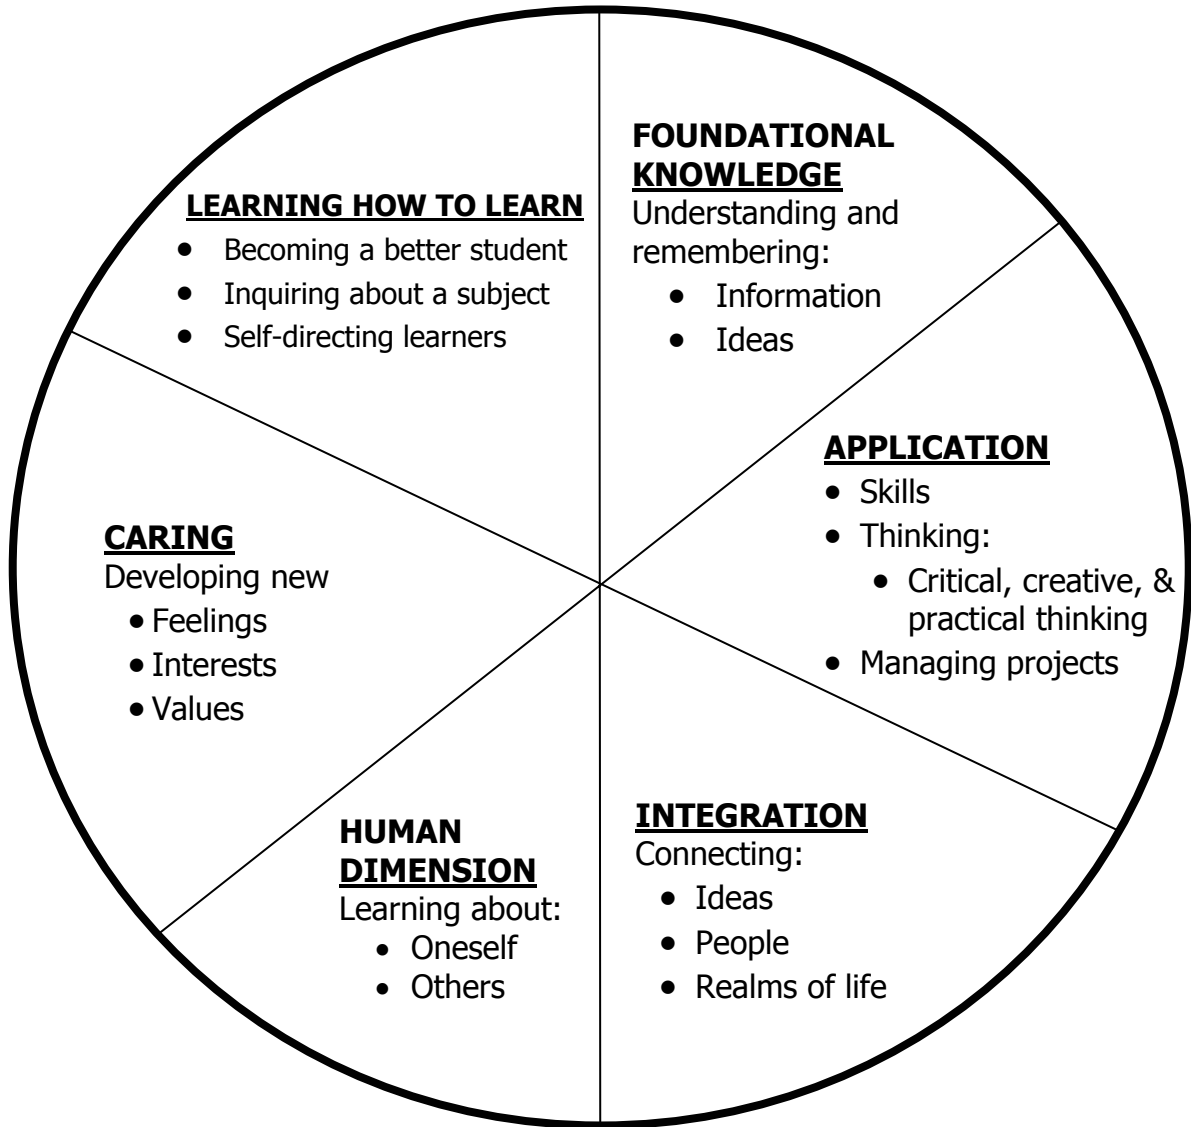 FOUNDATIONAL
KNOWLEDGE
Understanding and
remembering:
• Information
• Ideas
APPLICATION
• Skills
• Thinking:
• Critical, creative, &
practical thinking
• Managing projects
INTEGRATION
Connecting:
• Ideas
• People
• Realms of life
HUMAN
DIMENSION
Learning about:
• Oneself
• Others
CARING
Developing new
• Feelings
• Interests
• Values
LEARNING HOW TO LEARN
• Becoming a better student
• Inquiring about a subject
• Self-directing learners